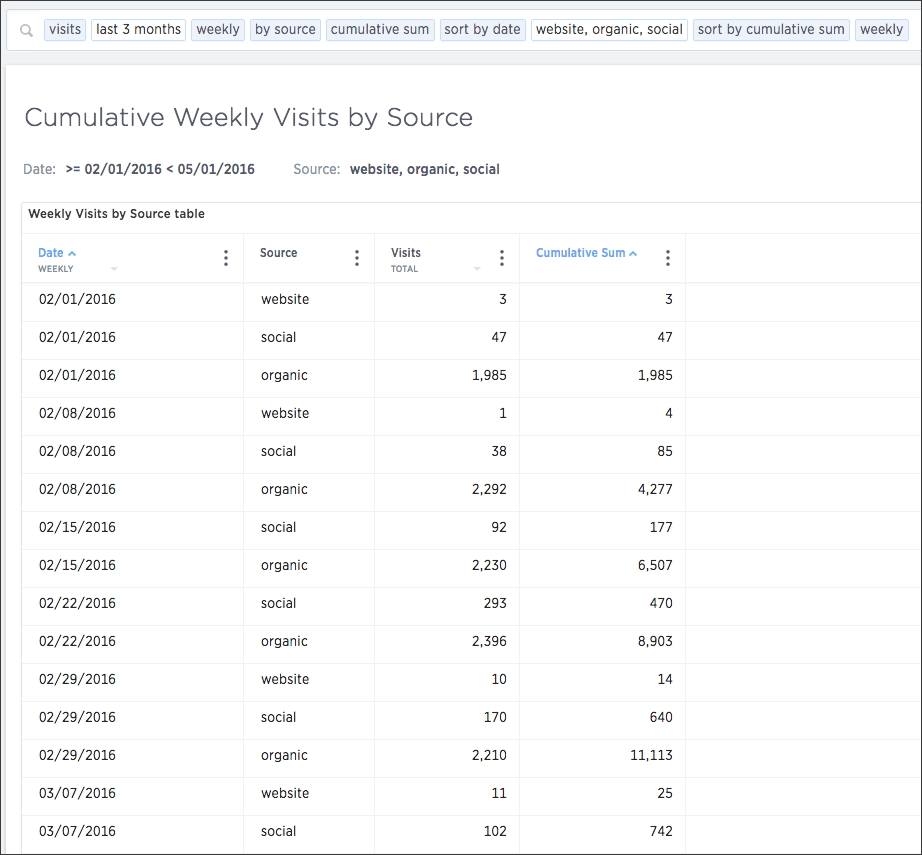 visits last 3 months weekly by source cumulative sum sort by date website, organic, social sort by cumulative sum weekly
Cumulative Weekly Visits by Source
Date: >= 02/01/2016 < 05/01/2016 Source: website, organic, social
Weekly Visits by Source table
Date Source Visits Cumulative Sum
WEEKLY TOTAL
02/01/2016 website 3 3
02/01/2016 social 47 47
02/01/2016 organic 1,985 1,985
02/08/2016 website 1 4
02/08/2016 social 38 85
02/08/2016 organic 2,292 4,277
02/15/2016 social 92 177
02/15/2016 organic 2,230 6,507
02/22/2016 social 293 470
02/22/2016 organic 2,396 8,903
02/29/2016 website 10 14
02/29/2016 social 170 640
02/29/2016 organic 2,210 11,113
03/07/2016 website 11 25
03/07/2016 social 102 742